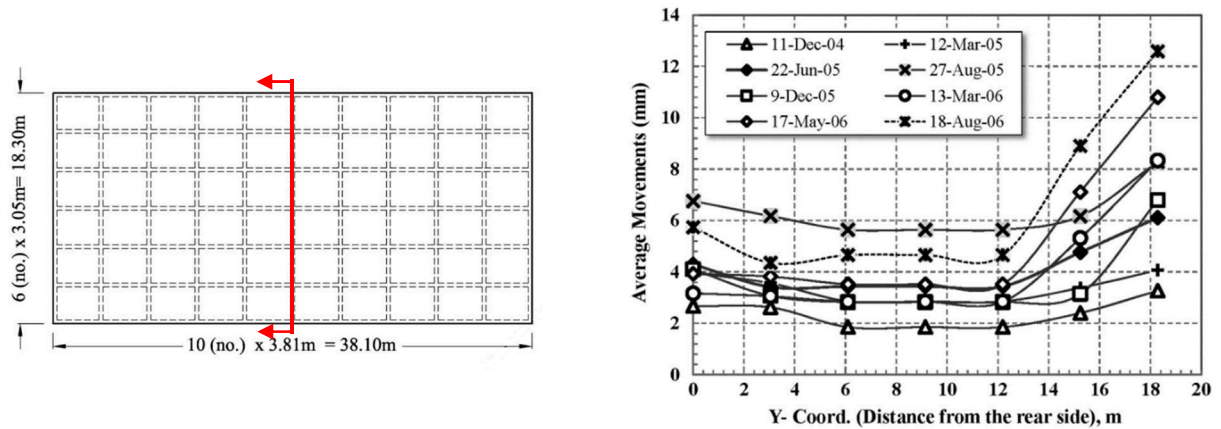 6 (no.) x 3.05m= 18.30m
10 (no.) x 3.81m = 38.10m
Average Movements (mm)
14
12
10
8
6
4
2
0
11-Dec-04
12-Mar-05
22-Jun-05
27-Aug-05
9-Dec-05
13-Mar-06
17-May-06
18-Aug-06
0 2 4 6 8 10 12 14 16 18 20
Y- Coord. (Distance from the rear side), m